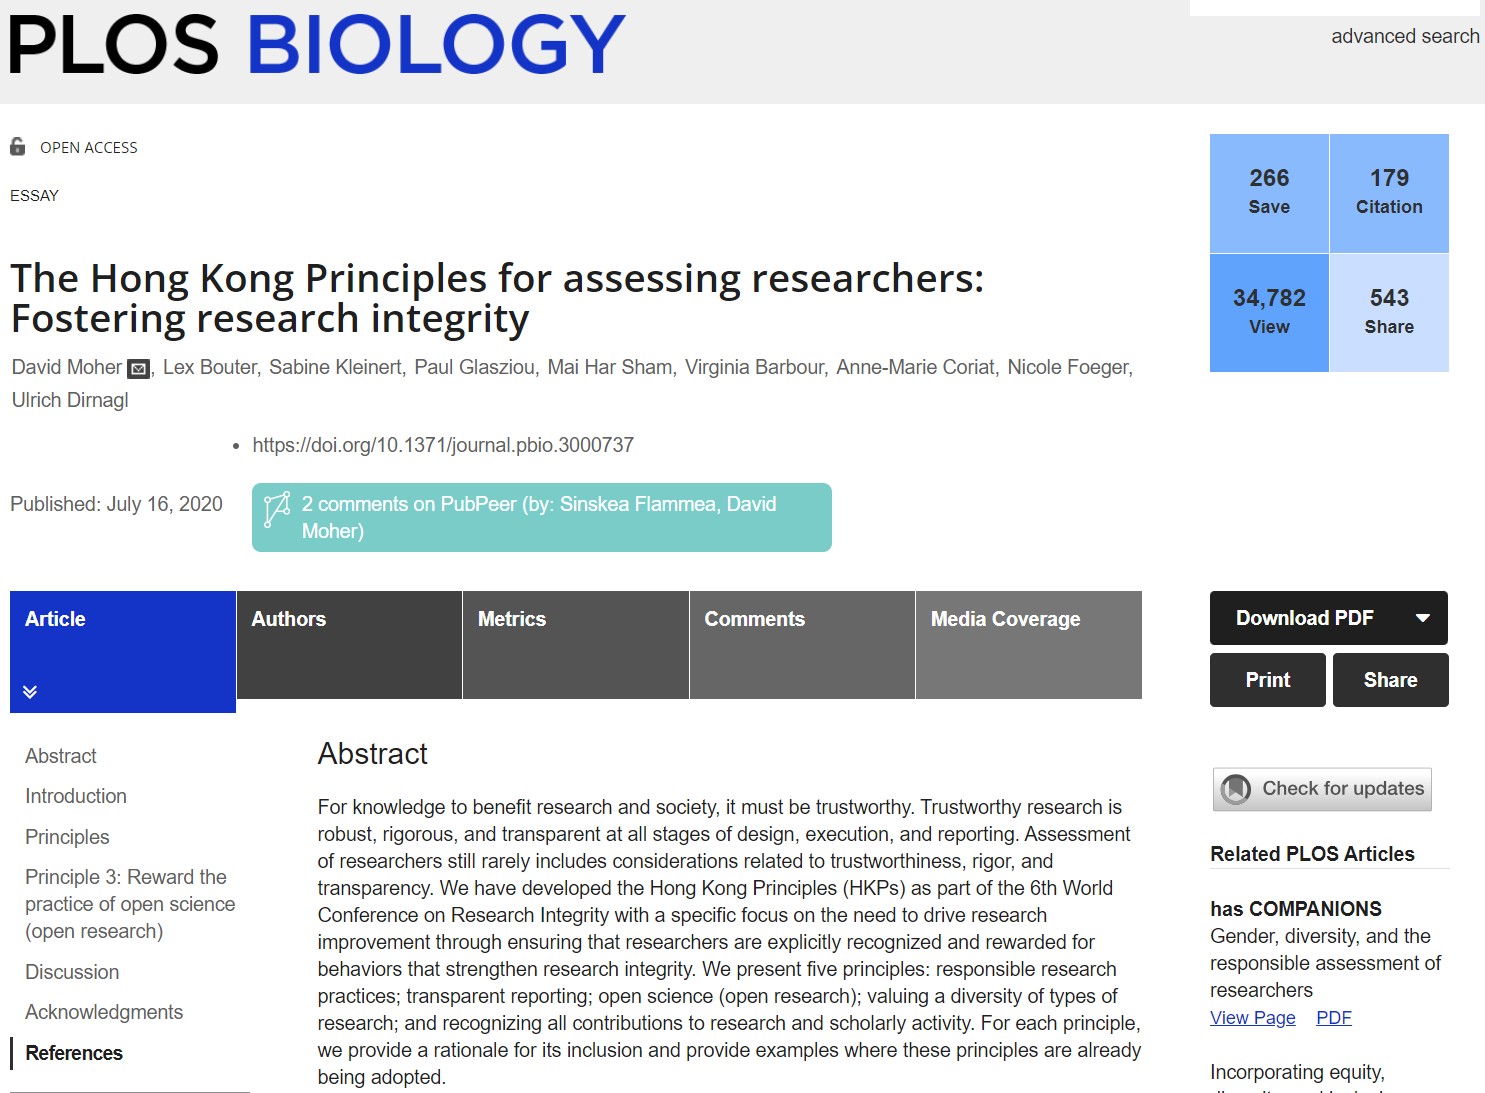 PLOS BIOLOGY
advanced search
OPEN ACCESS
ESSAY
The Hong Kong Principles for assessing researchers:
Fostering research integrity
David Moher, Lex Bouter, Sabine Kleinert, Paul Glasziou, Mai Har Sham, Virginia Barbour, Anne-Marie Coriat, Nicole Foeger,
Ulrich Dirnagl
• https://doi.org/10.1371/journal.pbio.3000737
Published: July 16, 2020
2 comments on PubPeer (by: Sinskea Flammea, David
Moher)
266
Save
179
Citation
34,782
View
543
Share
Article
Authors
Metrics
Comments
Media Coverage
Download PDF
Print
Share
Abstract
Introduction
Principles
Principle 3: Reward the
practice of open science
(open research)
Discussion
Acknowledgments
References
Abstract
For knowledge to benefit research and society, it must be trustworthy. Trustworthy research is
robust, rigorous, and transparent at all stages of design, execution, and reporting. Assessment
of researchers still rarely includes considerations related to trustworthiness, rigor, and
transparency. We have developed the Hong Kong Principles (HKPs) as part of the 6th World
Conference on Research Integrity with a specific focus on the need to drive research
improvement through ensuring that researchers are explicitly recognized and rewarded for
behaviors that strengthen research integrity. We present five principles: responsible research
practices; transparent reporting; open science (open research); valuing a diversity of types of
research; and recognizing all contributions to research and scholarly activity. For each principle,
we provide a rationale for its inclusion and provide examples where these principles are already
being adopted.
Check for updates
Related PLOS Articles
has COMPANIONS
Gender, diversity, and the
responsible assessment of
researchers
View Page PDF
Incorporating equity,